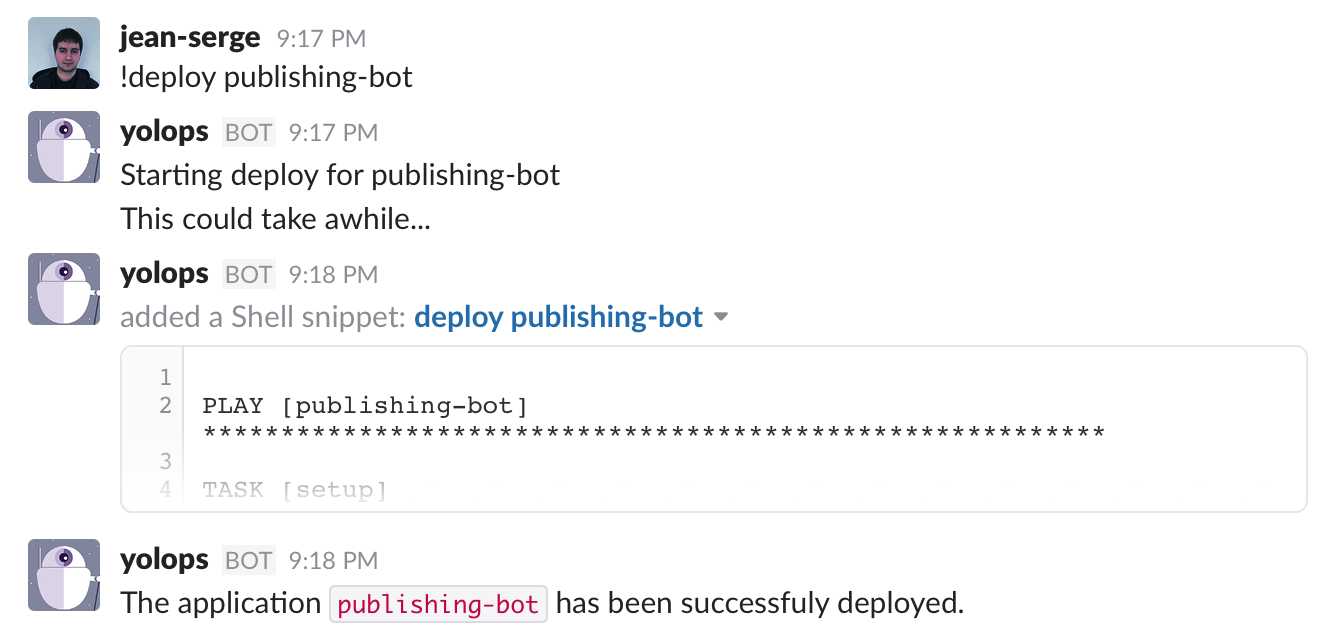 jean-serge 9:17 PM
!deploy publishing-bot
yolops BOT 9:17 PM
Starting deploy for publishing-bot
This could take awhile...
yolops BOT 9:18 PM
added a Shell snippet: deploy publishing-bot
1
2 PLAY [publishing-bot]
**********************************************************
3
4 TASK [setup]
yolops BOT 9:18 PM
The application publishing-bot has been successfuly deployed.